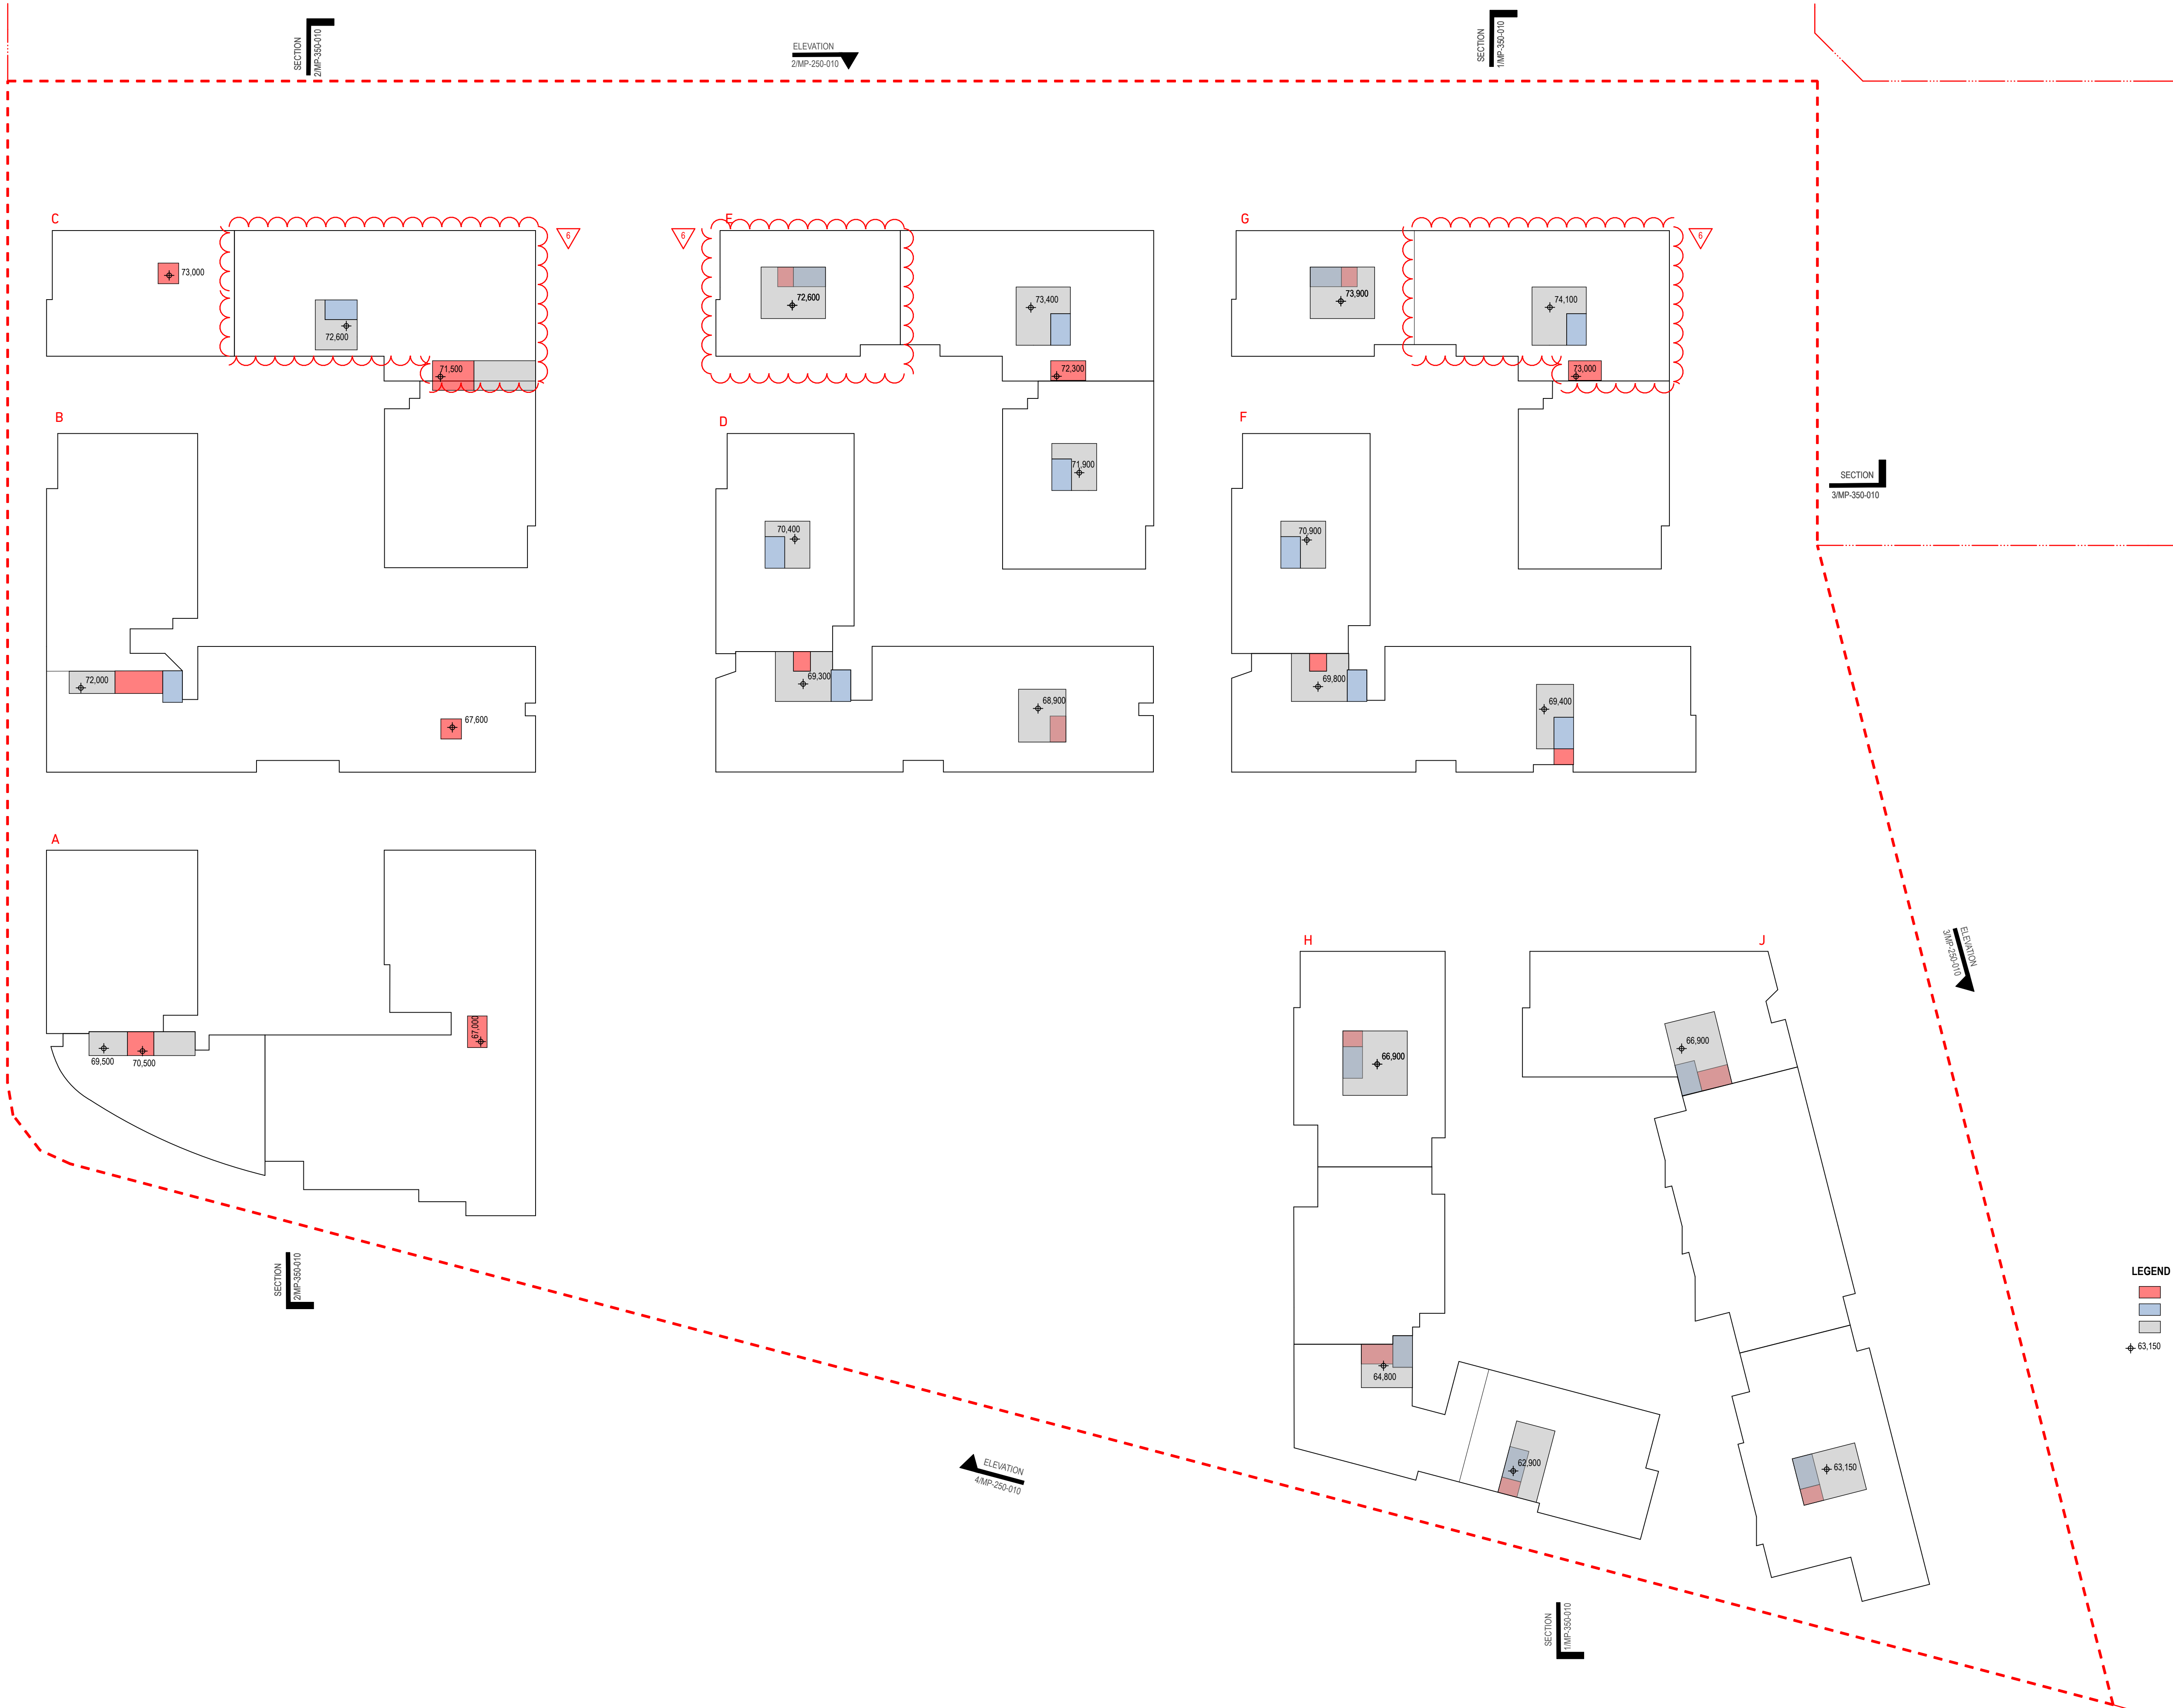 SECTION
2/MP-350-010
ELEVATION
2/MP-250-010
SECTION
1/MP-350-010
C
E
G
6
6
6
73,000
72,600
73,900
73,400
74,100
72,600
71,500
72,300
73,000
B
D
F
71,900
SECTION
3/MP-350-010
70,400
70,900
72,000
69,300
69,800
68,900
69,400
67,600
A
H
J
ELEVATION
3/MP-250-010
67,000
69,500
70,500
66,900
66,900
SECTION
2/MP-350-010
LEGEND
63,150
64,800
62,900
63,150
ELEVATION
4/MP-250-010
SECTION
1/MP-350-010